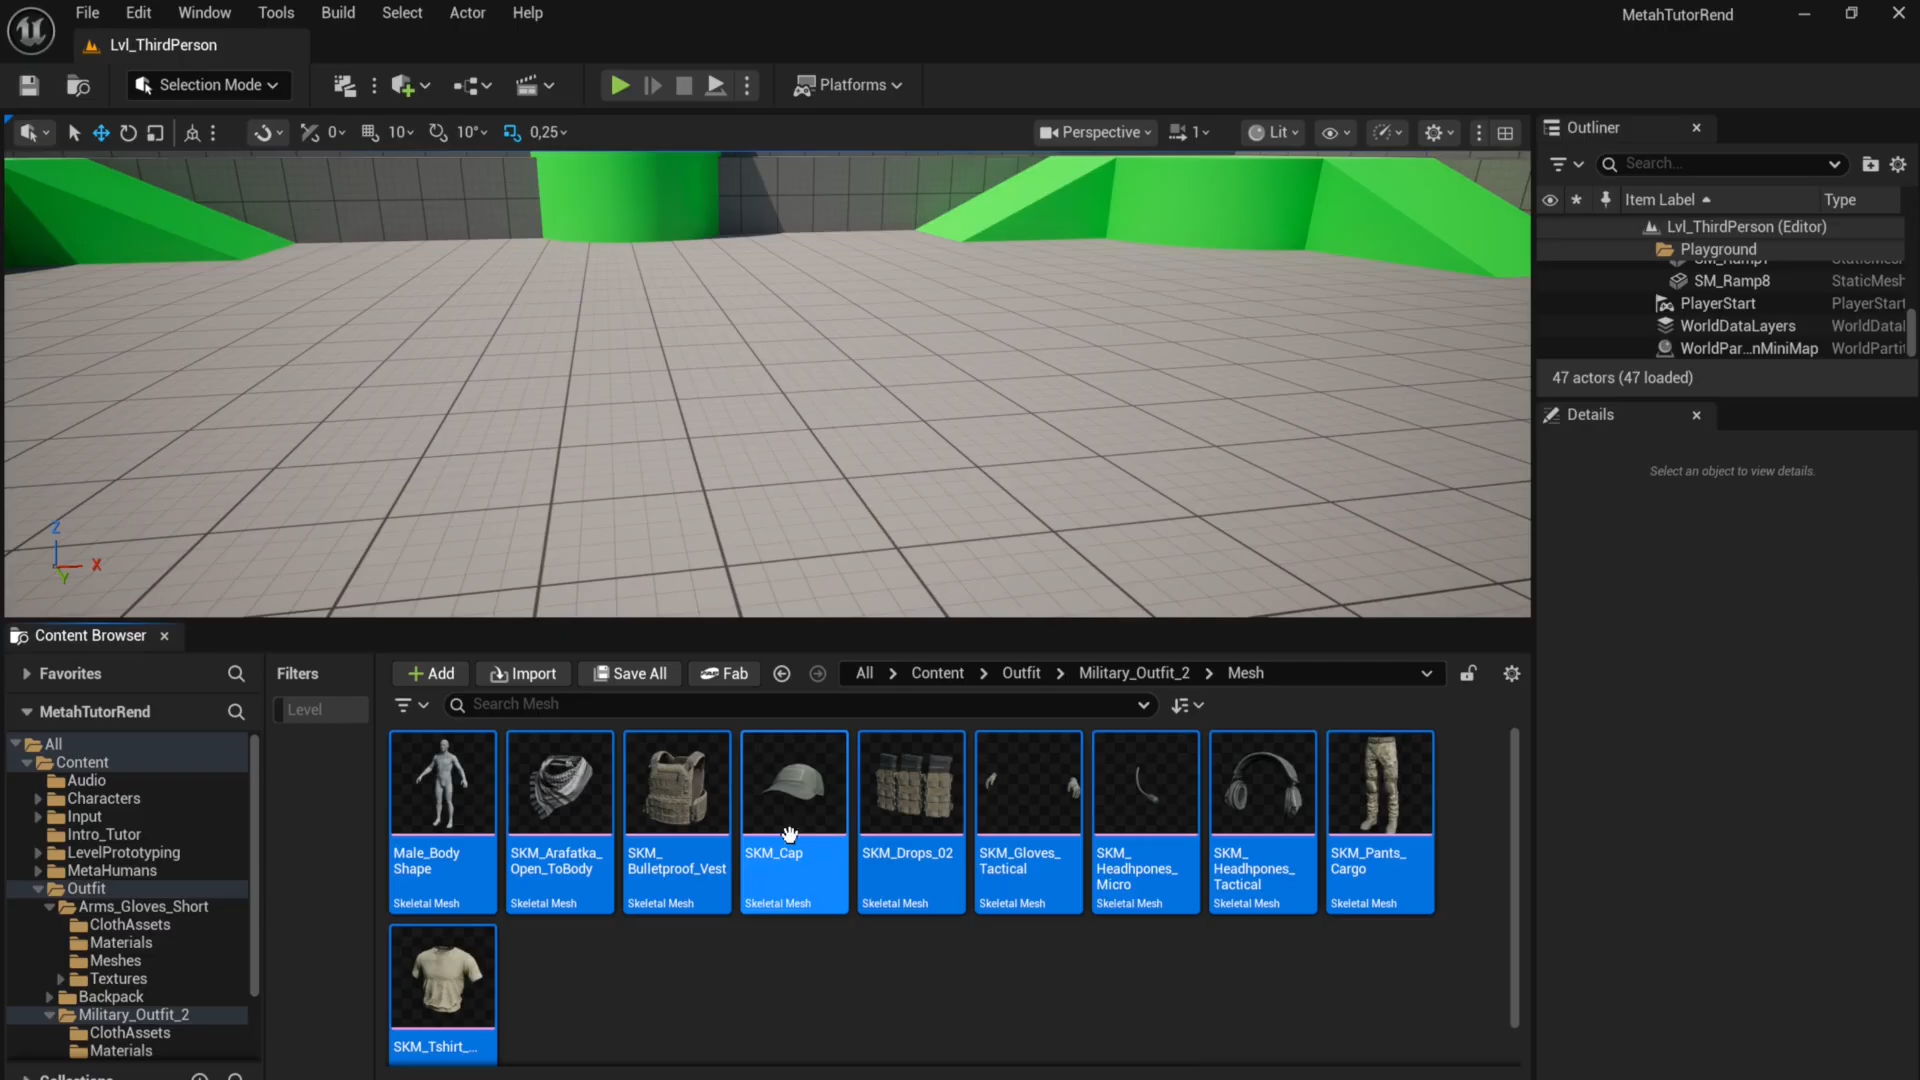 File Edit Window Tools Build Select Actor Help
MetahTutorRend
Lvl_ThirdPerson
Selection Mode
Platforms
0
10
10°
0,25
Perspective
1
Lit
Outliner
Search...
Item Label
Type
Lvl_ThirdPerson (Editor)
Playground
SM_Ramp8
StaticMesh
PlayerStart
PlayerStart
WorldDataLayers
WorldDataL
WorldPar...nMiniMap
WorldPartit
47 actors (47 loaded)
Details
Select an object to view details.
Z
X
Y
Content Browser
Favorites
MetahTutorRend
All
Content
Audio
Characters
Input
Intro_Tutor
LevelPrototyping
MetaHumans
Outfit
Arms_Gloves_Short
ClothAssets
Materials
Meshes
Textures
Backpack
Military_Outfit_2
ClothAssets
Materials
Filters
Level
Add
Import
Save All
Fab
All > Content > Outfit > Military_Outfit_2 > Mesh
Search Mesh
Male_Body
Shape
Skeletal Mesh
SKM_Arafatka_
Open_ToBody
Skeletal Mesh
SKM_
Bulletproof_Vest
Skeletal Mesh
SKM_Cap
Skeletal Mesh
SKM_Drops_02
Skeletal Mesh
SKM_Gloves_
Tactical
Skeletal Mesh
SKM_
Headhpones_
Micro
Skeletal Mesh
SKM_
Headhpones_
Tactical
Skeletal Mesh
SKM_Pants_
Cargo
Skeletal Mesh
SKM_Tshirt_...